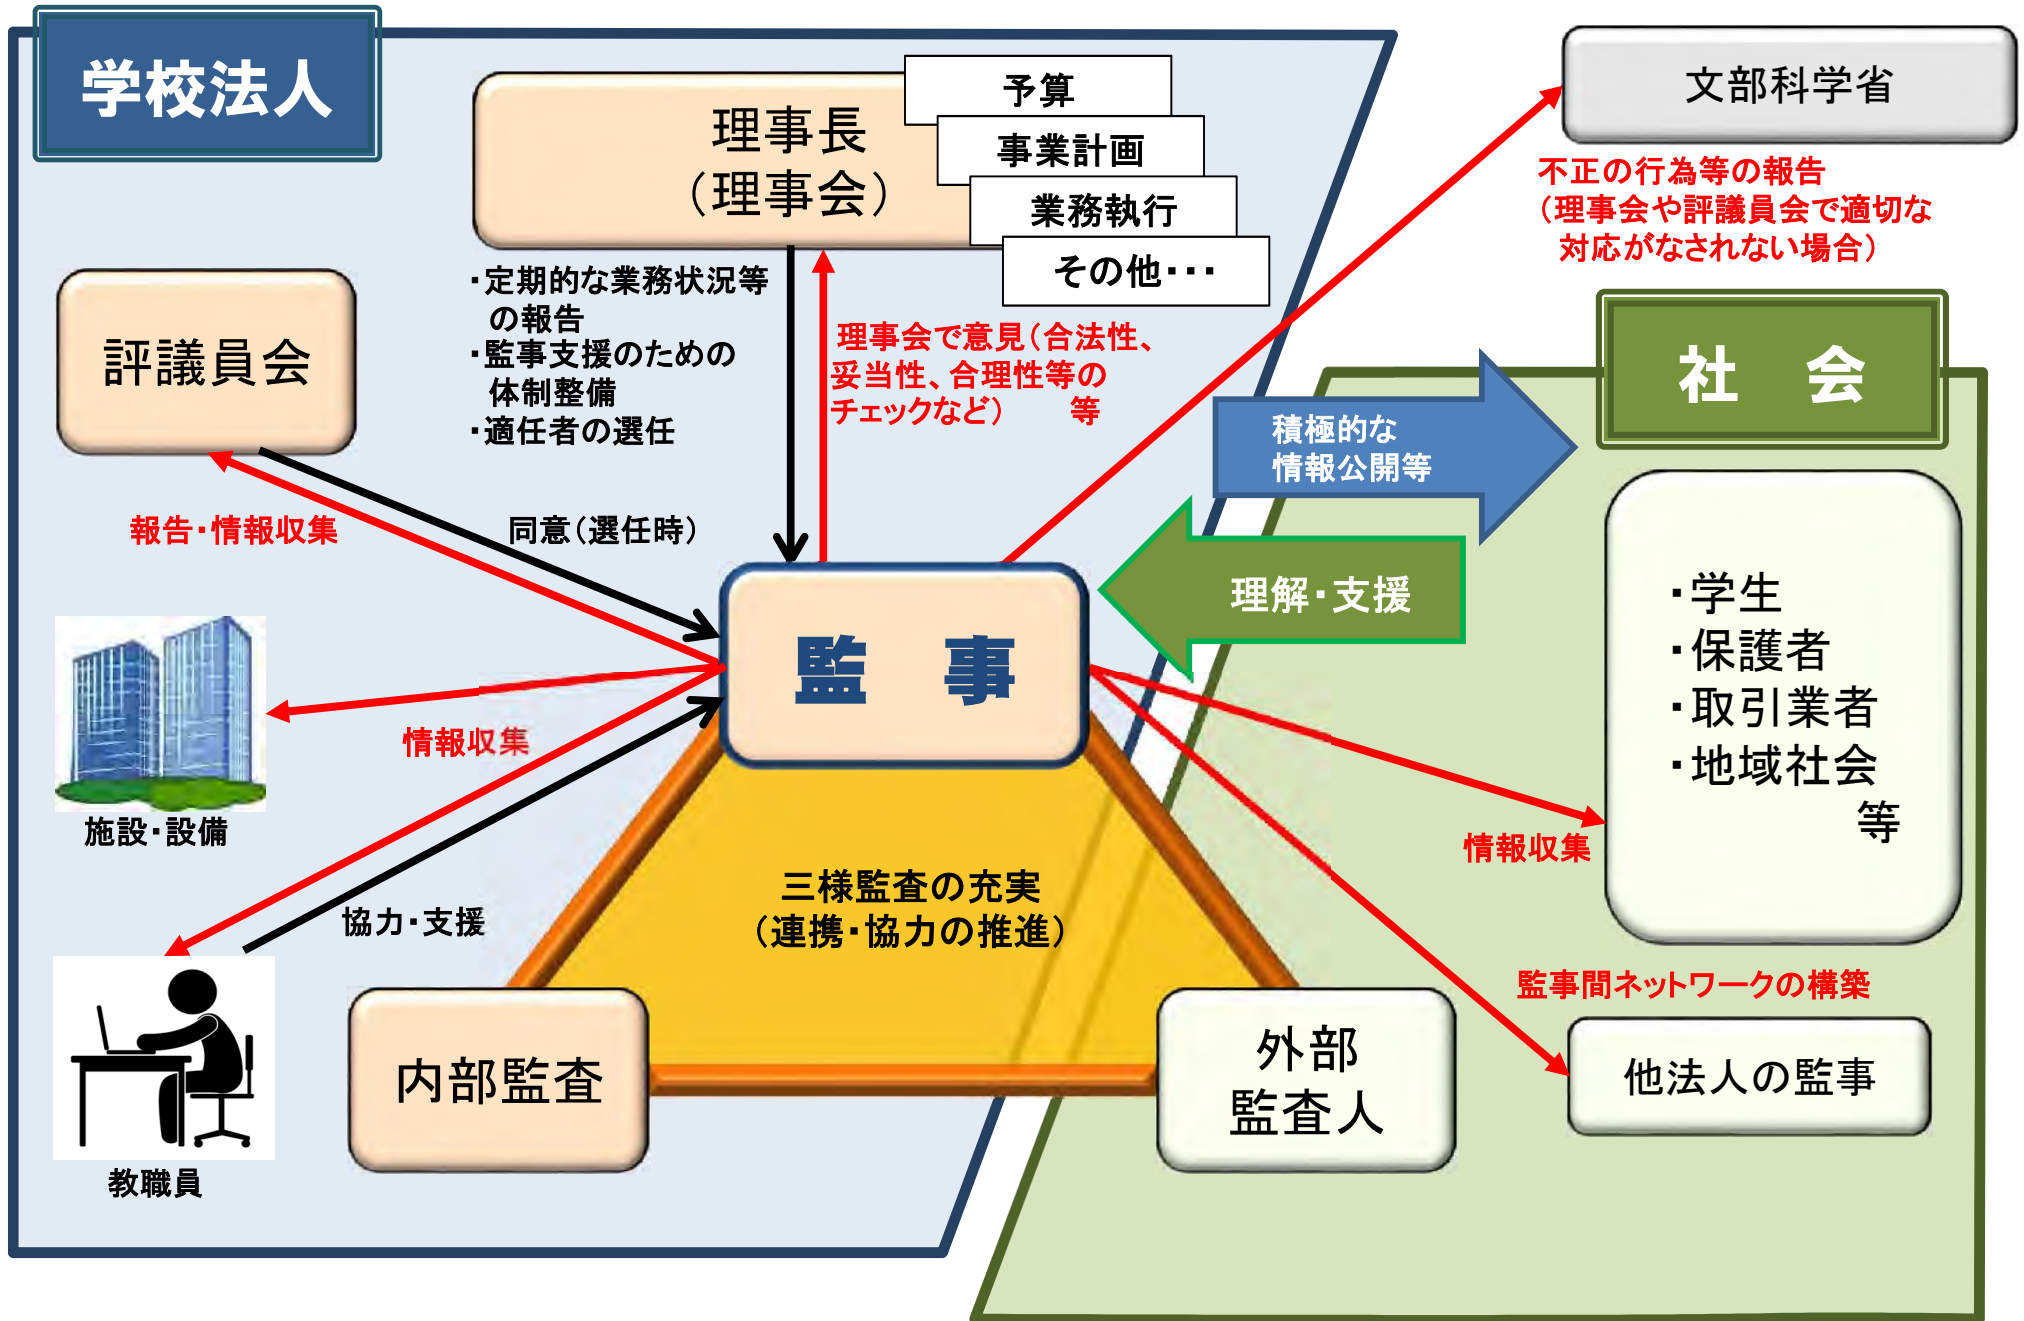 学校法人
理事長
（理事会）
予算
事業計画
業務執行
その他・・・
文部科学省
不正の行為等の報告
（理事会や評議員会で適切な
対応がなされない場合）
評議員会
・定期的な業務状況等
の報告
・監事支援のための
体制整備
・適任者の選任
理事会で意見（合法性、
妥当性、合理性等の
チェックなど）　　等
社　会
積極的な
情報公開等
報告・情報収集
同意（選任時）
理解・支援
監　事
・学生
・保護者
・取引業者
・地域社会
等
情報収集
施設・設備
情報収集
協力・支援
三様監査の充実
（連携・協力の推進）
監事間ネットワークの構築
内部監査
外部
監査人
他法人の監事
教職員